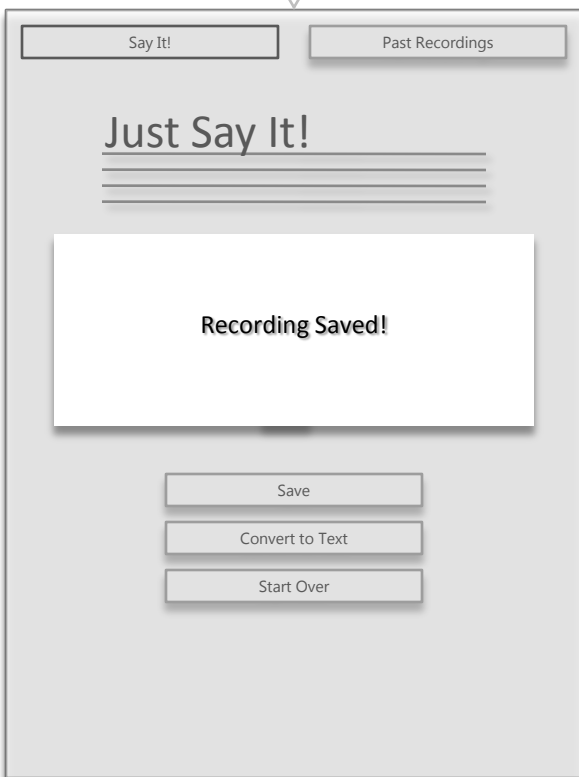 Say It!
Past Recordings
Just Say It!
Recording Saved!
Save
Convert to Text
Start Over